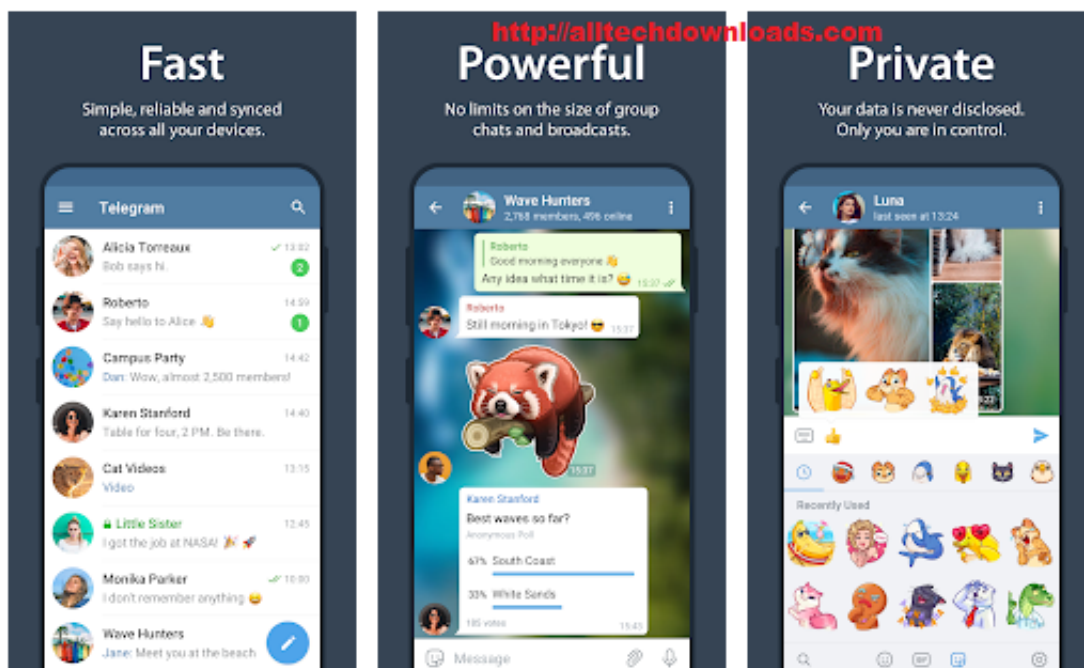 http://alltechdownloads.com
Fast
Simple, reliable and synced
across all your devices.
Telegram
Alicia Torreaux
13:02
Bob says hi.
2
Roberto
14:59
Say hello to Alice 👋
1
Campus Party
14:42
Dan: Wow, almost 2,500 members!
Karen Stanford
14:40
Table for four, 2 PM. Be there.
Cat Videos
13:15
Video
Little Sister
12:45
I got the job at NASA! 🎉 🚀
Monika Parker
10:00
I don't remember anything 😄
Wave Hunters
Jane: Meet you at the beach
Powerful
No limits on the size of group
chats and broadcasts.
Wave Hunters
2,768 members, 496 online
Roberto
Good morning everyone 👋
Any idea what time it is? 😅 15:37
Roberto
Still morning in Tokyo! 😎 15:37
15:37
Karen Stanford
Best waves so far?
Anonymous Poll
67% South Coast
33% White Sands
185 votes
15:43
Message
Private
Your data is never disclosed.
Only you are in control.
Luna
last seen at 13:24
Recently Used
GIF